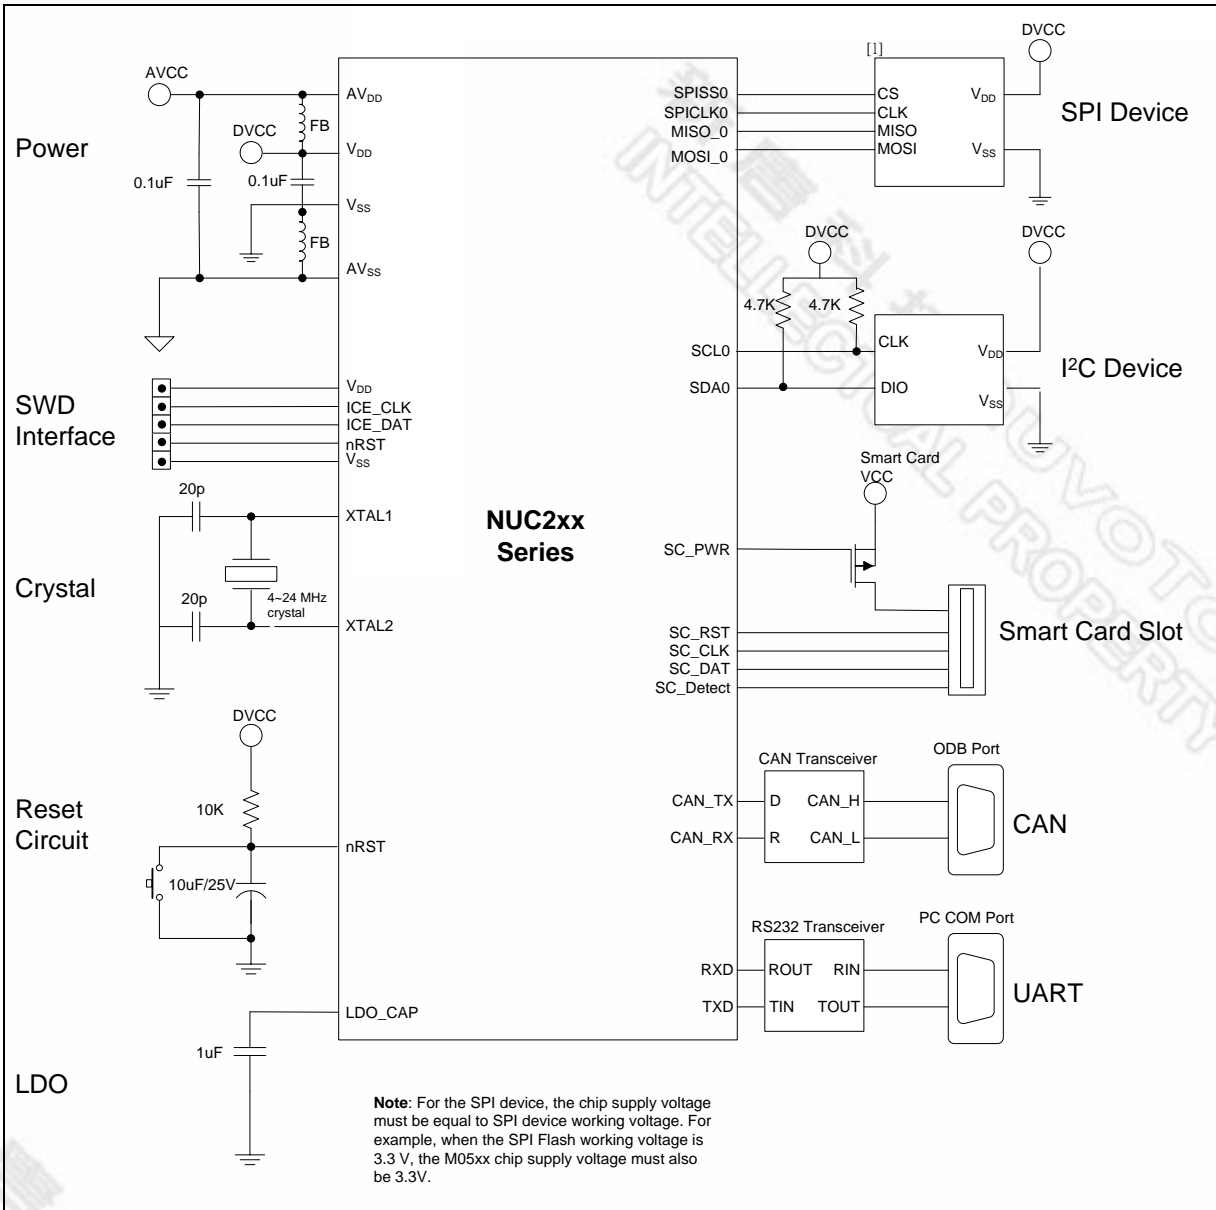 Power
AVCC
AVDD
FB
DVCC
VDD
0.1uF
0.1uF
VSS
FB
AVSS
SWD
Interface
VDD
ICE_CLK
ICE_DAT
nRST
VSS
Crystal
20p
XTAL1
20p
4~24 MHz
crystal
XTAL2
Reset
Circuit
DVCC
10K
nRST
10uF/25V
LDO
LDO_CAP
1uF
NUC2xx
Series
[1]
DVCC
SPISS0
SPICLK0
MISO_0
MOSI_0
CS
CLK
MISO
MOSI
VDD
VSS
SPI Device
DVCC
DVCC
4.7K
4.7K
SCL0
SDA0
CLK
DIO
VDD
VSS
I²C Device
Smart Card
VCC
SC_PWR
SC_RST
SC_CLK
SC_DAT
SC_Detect
Smart Card Slot
CAN Transceiver
ODB Port
CAN_TX
CAN_RX
D
R
CAN_H
CAN_L
CAN
RS232 Transceiver
PC COM Port
RXD
TXD
ROUT
RIN
TIN
TOUT
UART
Note: For the SPI device, the chip supply voltage
must be equal to SPI device working voltage. For
example, when the SPI Flash working voltage is
3.3 V, the M05xx chip supply voltage must also
be 3.3V.
INTELLECTUAL PROPERTY